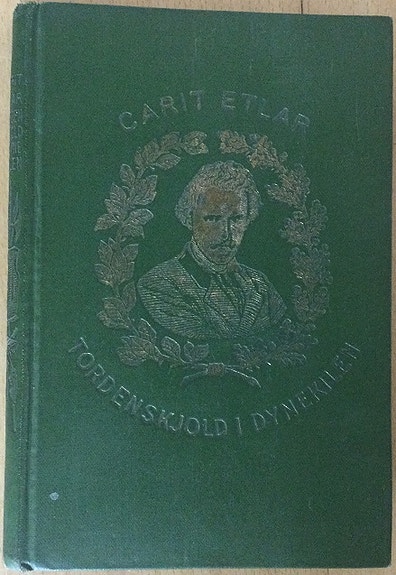 CARIT ETLAR
TORDENSKJOLD I DYNEKILEN